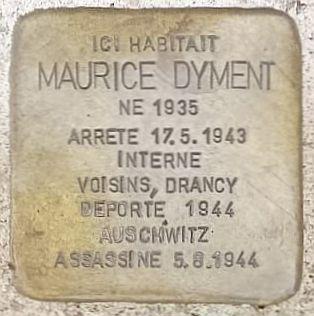 ICI HABITAIT
MAURICE DYMENT
NE 1935
ARRETE 17.5.1943
INTERNE
VOISINS, DRANCY
DEPORTE 1944
AUSCHWITZ
ASSASSINE 5.6.1944